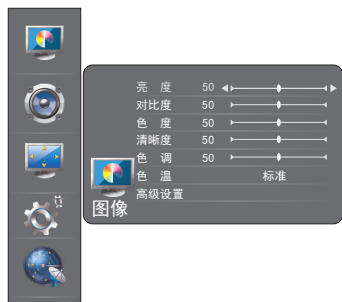 亮 度 50
对比度 50
色 度 50
清晰度 50
色 调 50
色 温 标准
高级设置
图像